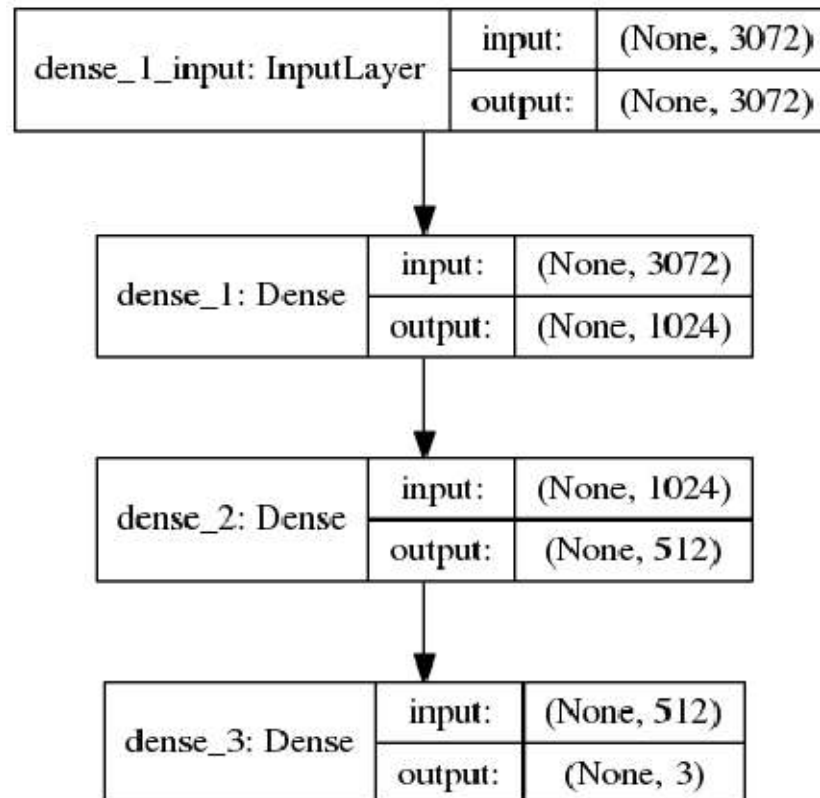 dense_1_input: InputLayer
input: (None, 3072)
output: (None, 3072)
dense_1: Dense
input: (None, 3072)
output: (None, 1024)
dense_2: Dense
input: (None, 1024)
output: (None, 512)
dense_3: Dense
input: (None, 512)
output: (None, 3)